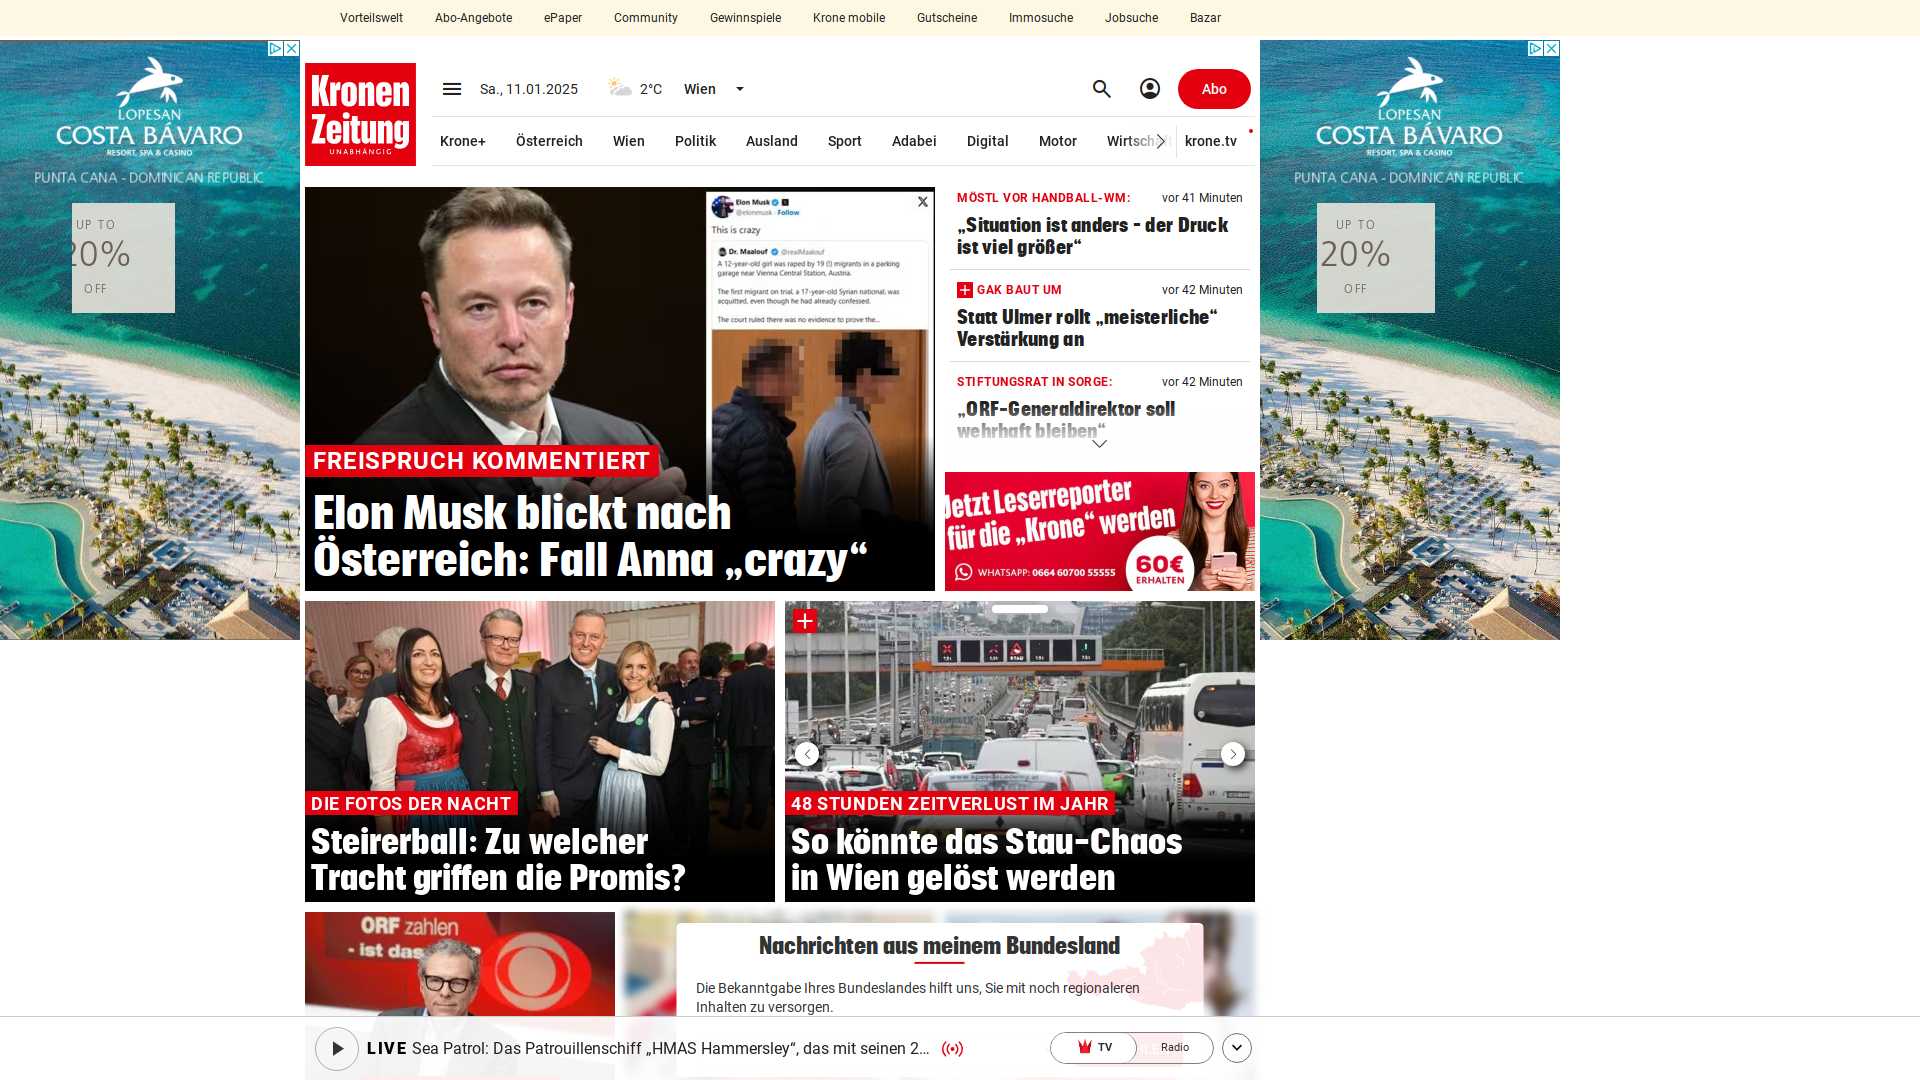 Vorteilswelt Abo-Angebote ePaper Community Gewinnspiele Krone mobile Gutscheine Immosuche Jobsuche Bazar
LOPESAN
COSTA BÁVARO
RESORT, SPA & CASINO
PUNTA CANA - DOMINICAN REPUBLIC
UP TO
20%
OFF
Kronen
Zeitung
UNABHÄNGIG
Sa., 11.01.2025 2°C Wien
Abo
Krone+ Österreich Wien Politik Ausland Sport Adabei Digital Motor krone.tv
Elon Musk
@elonmusk · Follow
This is crazy
Dr. Maalouf @realMaalouf
A 12-year-old girl was raped by 19 (!) migrants in a parking
garage near Vienna Central Station, Austria.
The first migrant on trial, a 17-year-old Syrian national, was
acquitted, even though he had already confessed.
The court ruled there was no evidence to prove the...
FREISPRUCH KOMMENTIERT
Elon Musk blickt nach
Österreich: Fall Anna „crazy“
MÖSTL VOR HANDBALL-WM: vor 41 Minuten
„Situation ist anders – der Druck
ist viel größer“
GAK BAUT UM vor 42 Minuten
Statt Ulmer rollt „meisterliche“
Verstärkung an
STIFTUNGSRAT IN SORGE: vor 42 Minuten
„ORF-Generaldirektor soll
wehrhaft bleiben“
Jetzt Leserreporter
für die „Krone“ werden
WHATSAPP: 0664 60700 55555
60€
ERHALTEN
LOPESAN
COSTA BÁVARO
RESORT, SPA & CASINO
PUNTA CANA - DOMINICAN REPUBLIC
UP TO
20%
OFF
DIE FOTOS DER NACHT
Steirerball: Zu welcher
Tracht griffen die Promis?
STAU
48 STUNDEN ZEITVERLUST IM JAHR
So könnte das Stau-Chaos
in Wien gelöst werden
ORF zahlen
- ist das
Nachrichten aus meinem Bundesland
Die Bekanntgabe Ihres Bundeslandes hilft uns, Sie mit noch regionaleren
Inhalten zu versorgen.
LIVE Sea Patrol: Das Patrouillenschiff „HMAS Hammersley“, das mit seinen 2... TV Radio